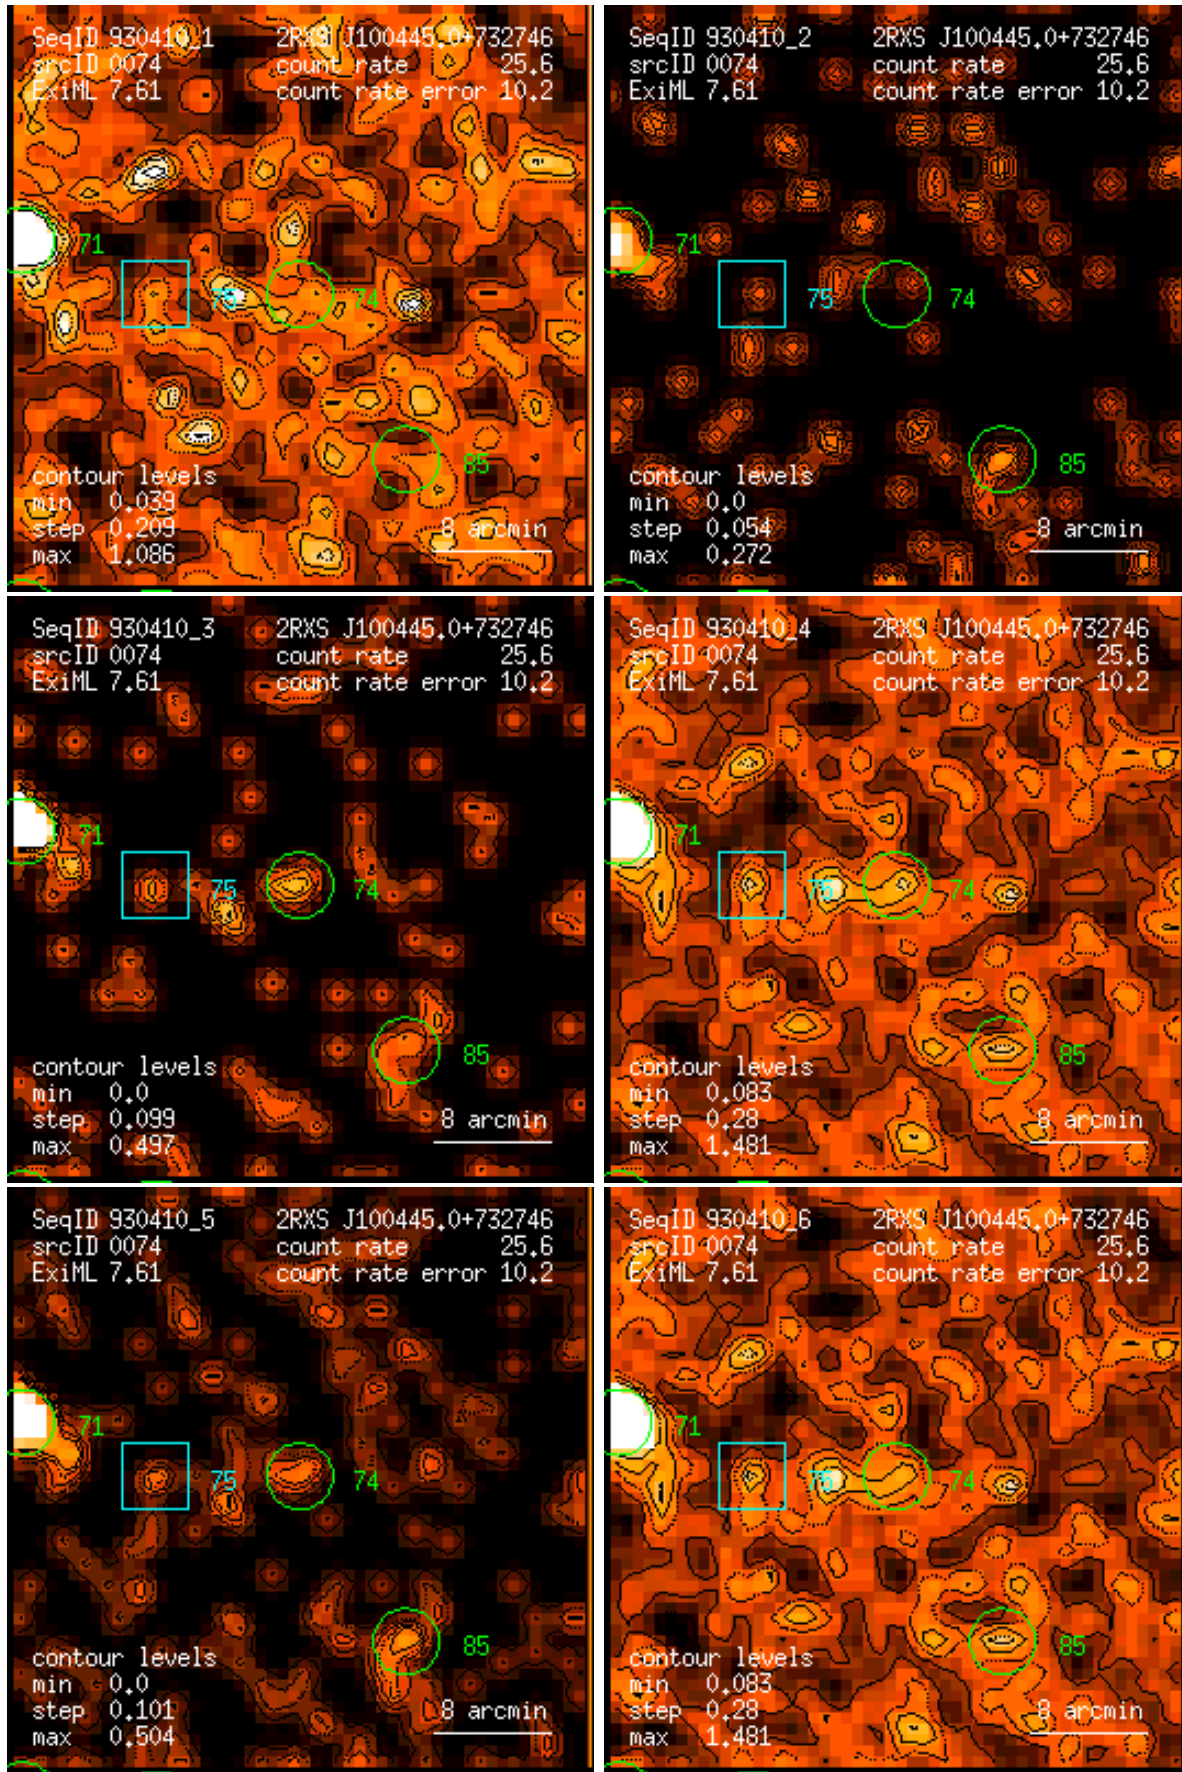 SeqID 930410_1 2RXS J100445.0+732746
srcID 0074 count rate 25.6
ExiML 7.61 count rate error 10.2
71
75 74
85
contour levels
min 0.039
step 0.209 8 arcmin
max 1.086
SeqID 930410_2 2RXS J100445.0+732746
srcID 0074 count rate 25.6
ExiML 7.61 count rate error 10.2
71
75 74
85
contour levels
min 0.0
step 0.054 8 arcmin
max 0.272
SeqID 930410_3 2RXS J100445.0+732746
srcID 0074 count rate 25.6
ExiML 7.61 count rate error 10.2
71
75 74
85
contour levels
min 0.0
step 0.099 8 arcmin
max 0.497
SeqID 930410_4 2RXS J100445.0+732746
srcID 0074 count rate 25.6
ExiML 7.61 count rate error 10.2
71
75 74
85
contour levels
min 0.083
step 0.28 8 arcmin
max 1.481
SeqID 930410_5 2RXS J100445.0+732746
srcID 0074 count rate 25.6
ExiML 7.61 count rate error 10.2
71
75 74
85
contour levels
min 0.0
step 0.101 8 arcmin
max 0.504
SeqID 930410_6 2RXS J100445.0+732746
srcID 0074 count rate 25.6
ExiML 7.61 count rate error 10.2
71
75 74
85
contour levels
min 0.083
step 0.28 8 arcmin
max 1.481